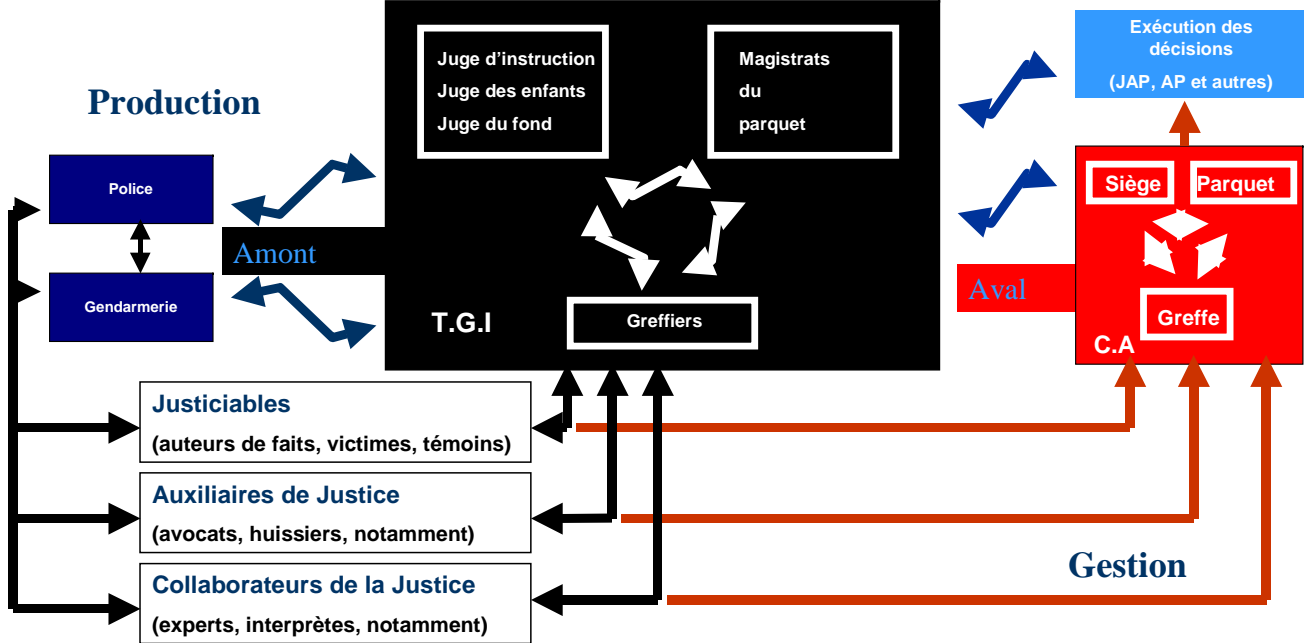 Production
Police
Gendarmerie
Amont
Juge d'instruction
Juge des enfants
Juge du fond
Magistrats
du
parquet
T.G.I
Greffiers
Exécution des
décisions
(JAP, AP et autres)
Siège
Parquet
Aval
Greffe
C.A
Justiciables
(auteurs de faits, victimes, témoins)
Auxiliaires de Justice
(avocats, huissiers, notamment)
Collaborateurs de la Justice
(experts, interprètes, notamment)
Gestion